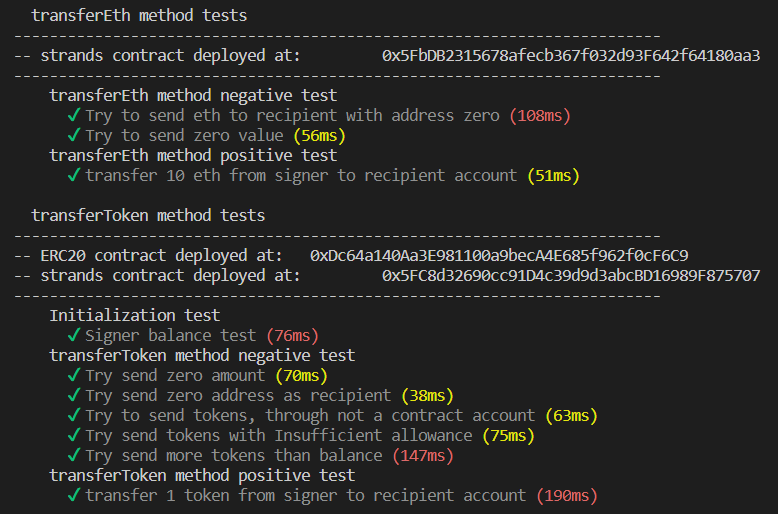 transferEth method tests
------------------------------------------------------------------------
-- strands contract deployed at: 0x5FbDB2315678afecb367f032d93F642f64180aa3
------------------------------------------------------------------------
transferEth method negative test
✓ Try to send eth to recipient with address zero (108ms)
✓ Try to send zero value (56ms)
transferEth method positive test
✓ transfer 10 eth from signer to recipient account (51ms)
transferToken method tests
------------------------------------------------------------------------
-- ERC20 contract deployed at: 0xDc64a140Aa3E981100a9becA4E685f962f0cF6C9
-- strands contract deployed at: 0x5FC8d32690cc91D4c39d9d3abcBD16989F875707
------------------------------------------------------------------------
Initialization test
✓ Signer balance test (76ms)
transferToken method negative test
✓ Try send zero amount (70ms)
✓ Try send zero address as recipient (38ms)
✓ Try to send tokens, through not a contract account (63ms)
✓ Try send tokens with Insufficient allowance (75ms)
✓ Try send more tokens than balance (147ms)
transferToken method positive test
✓ transfer 1 token from signer to recipient account (190ms)